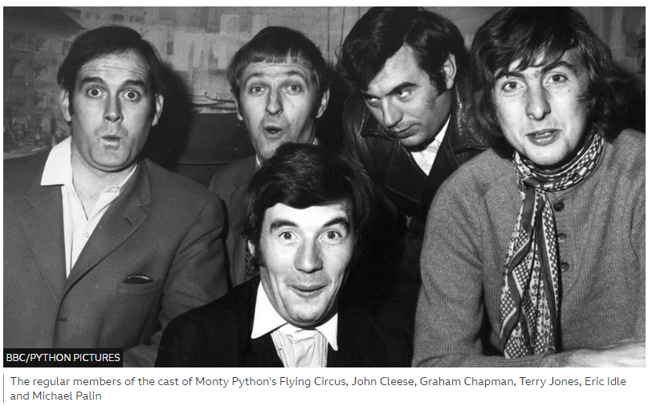 BBC/PYTHON PICTURES
The regular members of the cast of Monty Python's Flying Circus, John Cleese, Graham Chapman, Terry Jones, Eric Idle
and Michael Palin